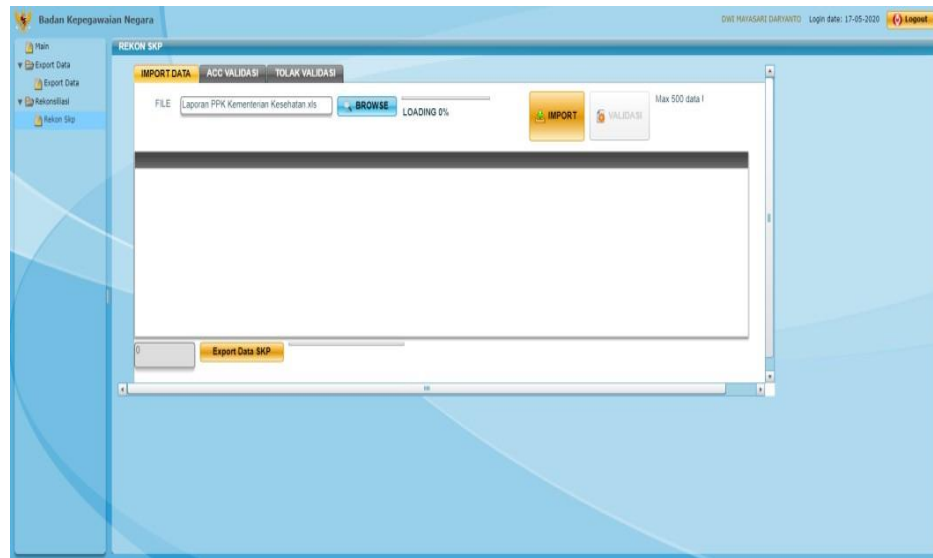 Badan Kepegawaian Negara
DWI MAYASARI DARYANTO Login date: 17-05-2020 Logout
Main
Export Data
Export Data
Rekonsiliasi
Rekon Skp
REKON SKP
IMPORT DATA ACC VALIDASI TOLAK VALIDASI
FILE Laporan PPK Kementerian Kesehatan.xls BROWSE LOADING 0% IMPORT VALIDASI Max 500 data !
0 Export Data SKP